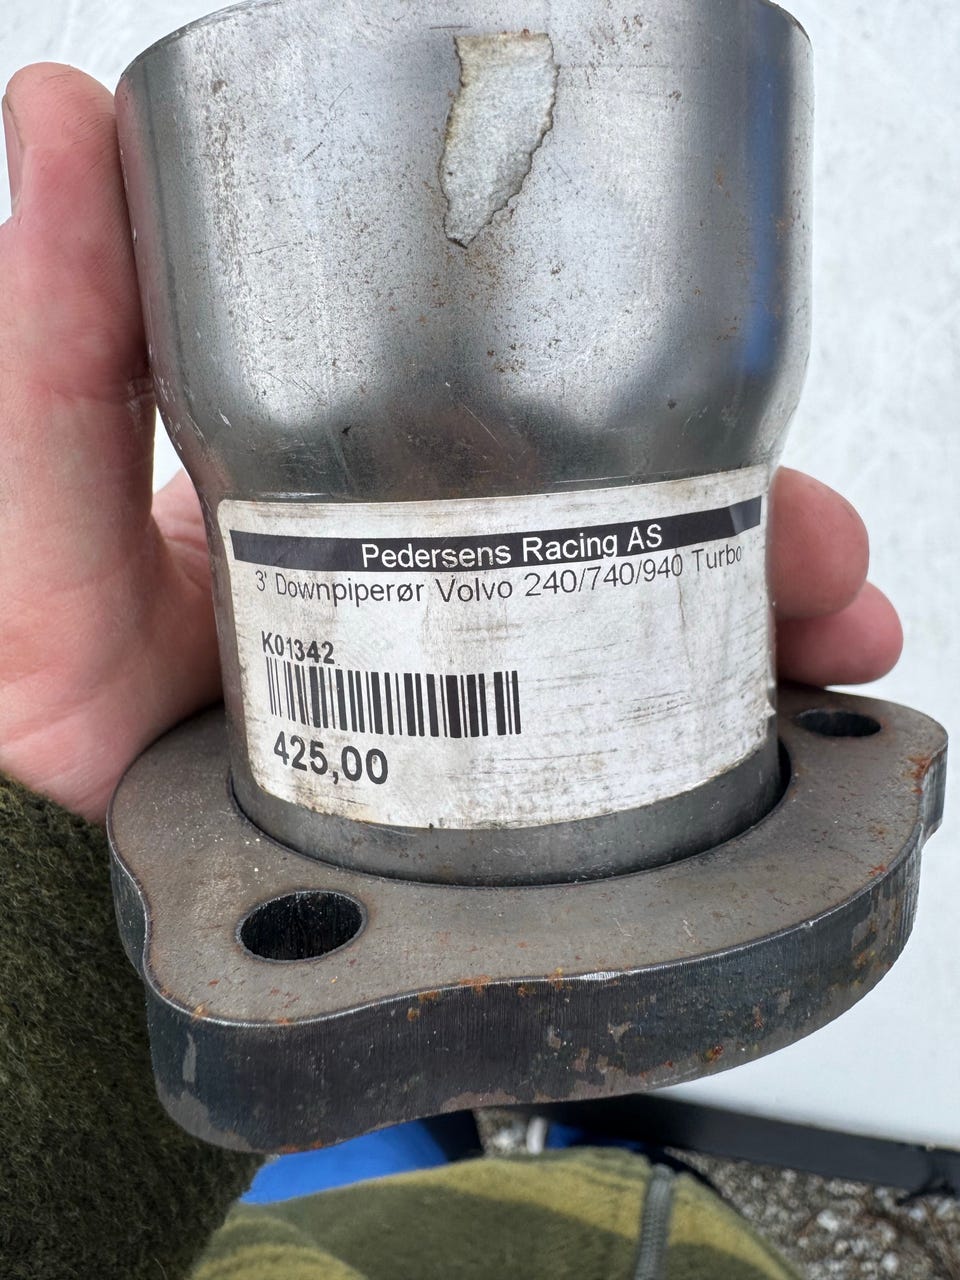 Pedersens Racing AS
3' Downpiperør Volvo 240/740/940 Turbo
K01342
425,00